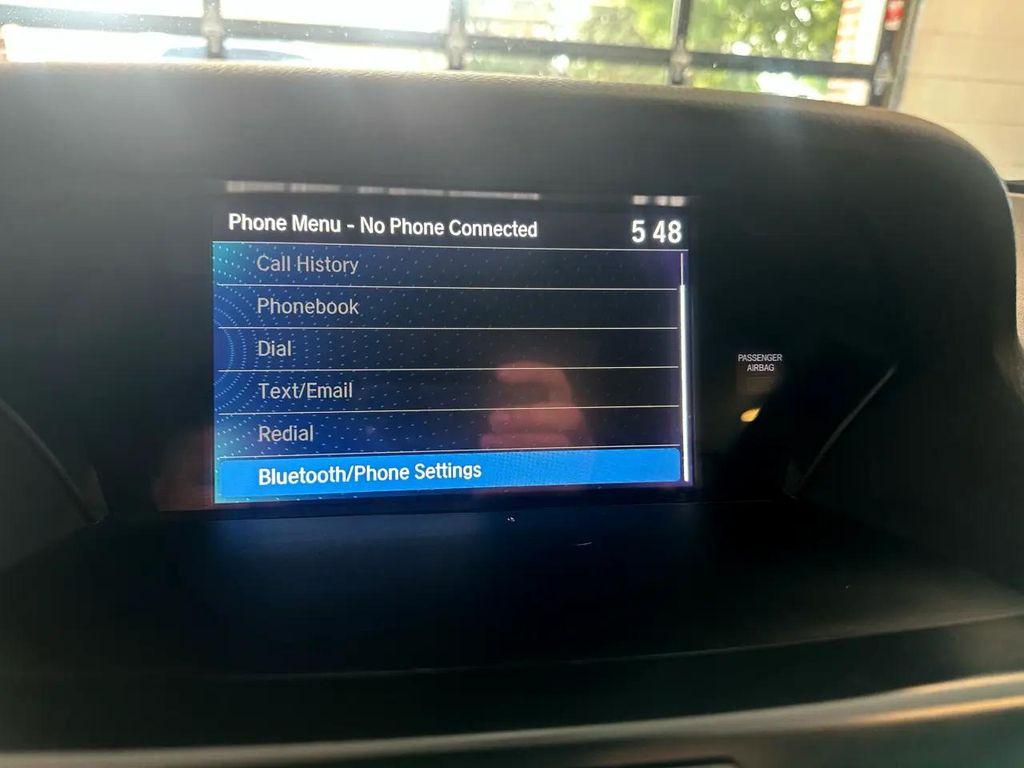 Phone Menu - No Phone Connected
5 48
Call History
Phonebook
Dial
Text/Email
Redial
Bluetooth/Phone Settings
PASSENGER
AIRBAG